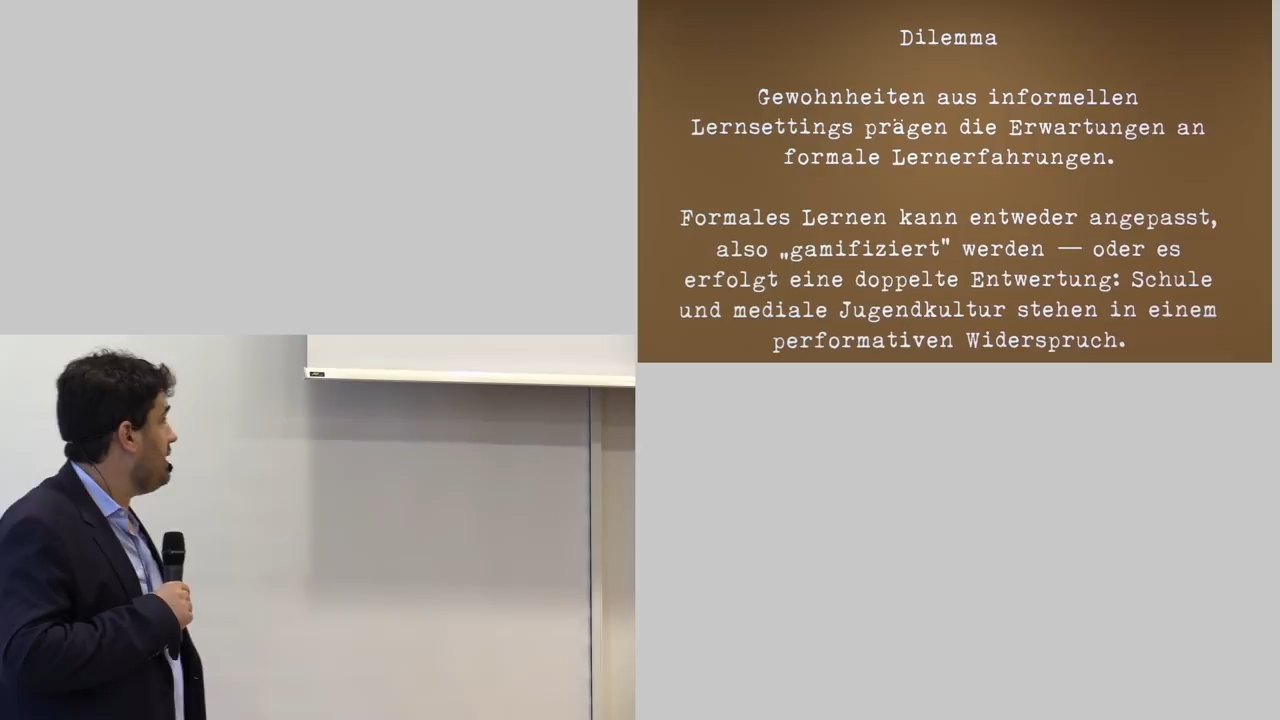 Dilemma
Gewohnheiten aus informellen
Lernsettings prägen die Erwartungen an
formale Lernerfahrungen.
Formales Lernen kann entweder angepasst,
also „gamifiziert" werden — oder es
erfolgt eine doppelte Entwertung: Schule
und mediale Jugendkultur stehen in einem
performativen Widerspruch.